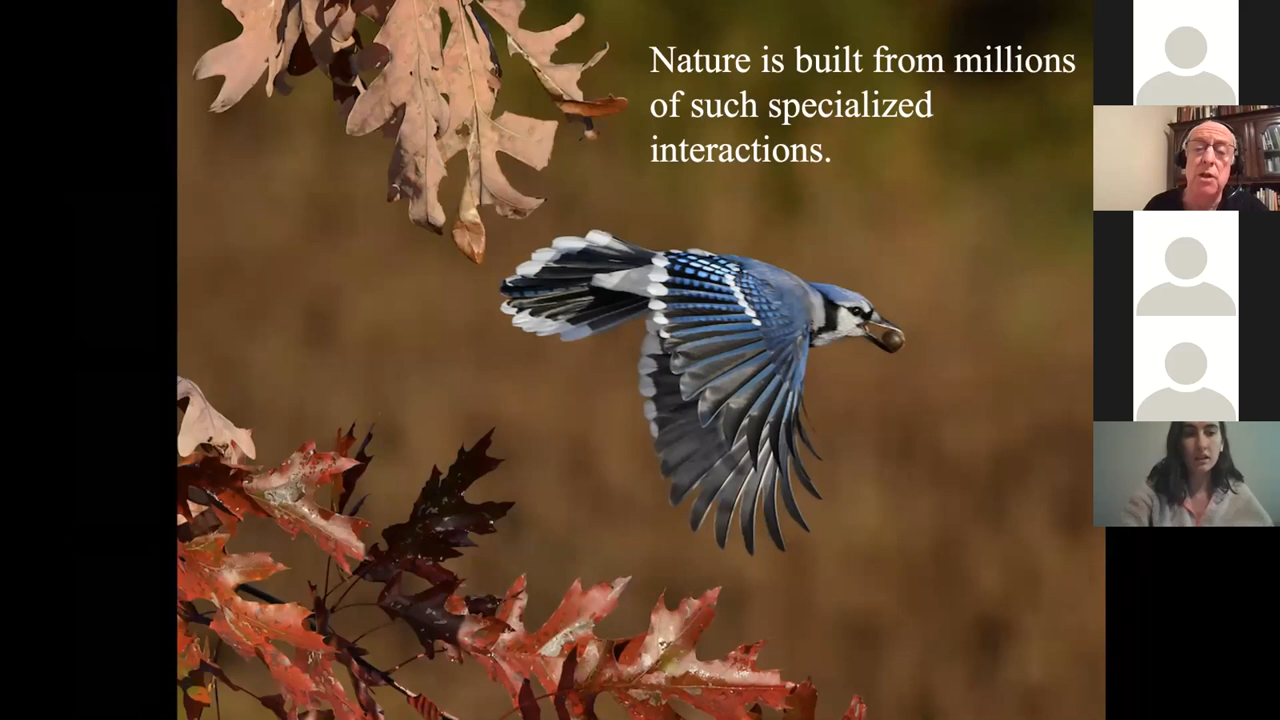 Nature is built from millions
of such specialized
interactions.